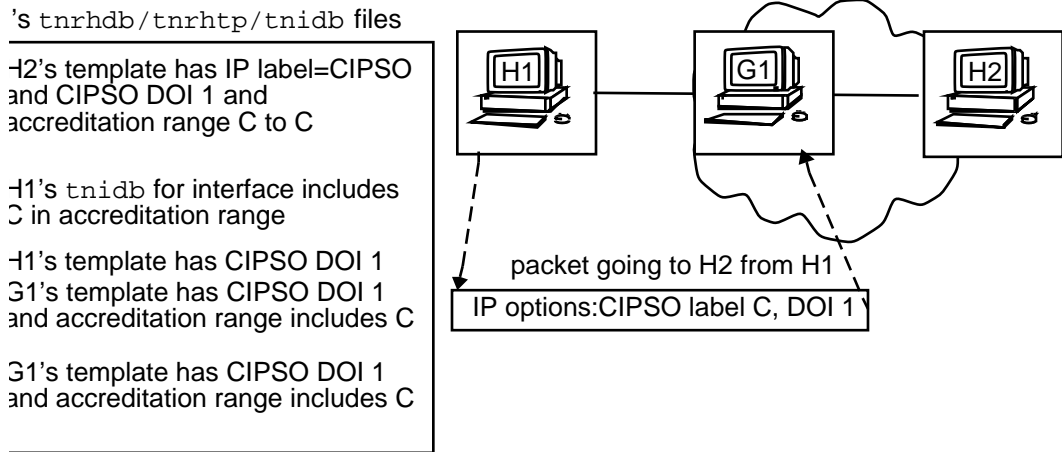 's tnrhdb/tnrhtp/tnidb files
H2's template has IP label=CIPSO
and CIPSO DOI 1 and
accreditation range C to C
H1's tnidb for interface includes
C in accreditation range
H1's template has CIPSO DOI 1
G1's template has CIPSO DOI 1
and accreditation range includes C
G1's template has CIPSO DOI 1
and accreditation range includes C
H1
G1
H2
packet going to H2 from H1
IP options:CIPSO label C, DOI 1